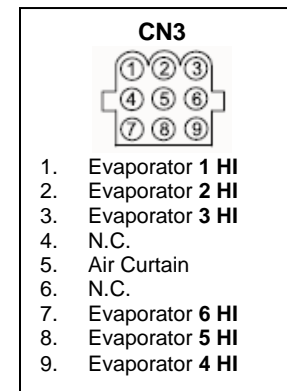 CN3
1 2 3
4 5 6
7 8 9
1. Evaporator 1 HI
2. Evaporator 2 HI
3. Evaporator 3 HI
4. N.C.
5. Air Curtain
6. N.C.
7. Evaporator 6 HI
8. Evaporator 5 HI
9. Evaporator 4 HI